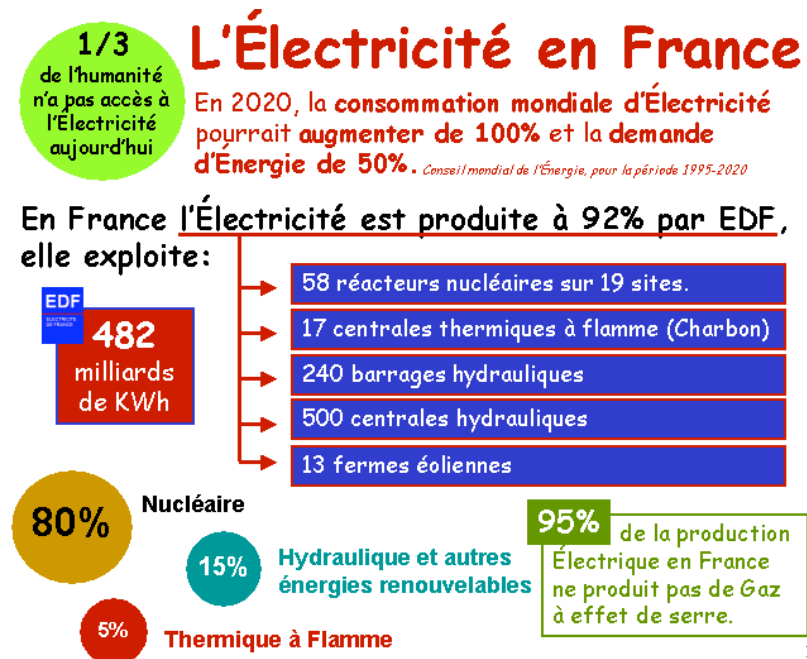 1/3
de l'humanité
n'a pas accès à
l'Électricité
aujourd'hui
L'Électricité en France
En 2020, la consommation mondiale d'Électricité
pourrait augmenter de 100% et la demande
d'Énergie de 50%. Conseil mondial de l'Énergie, pour la période 1995-2020
En France l'Électricité est produite à 92% par EDF,
elle exploite:
EDF
ELECTRICITE
DE FRANCE
482
milliards
de KWh
58 réacteurs nucléaires sur 19 sites.
17 centrales thermiques à flamme (Charbon)
240 barrages hydrauliques
500 centrales hydrauliques
13 fermes éoliennes
80%
Nucléaire
15%
Hydraulique et autres
énergies renouvelables
5%
Thermique à Flamme
95% de la production
Électrique en France
ne produit pas de Gaz
à effet de serre.